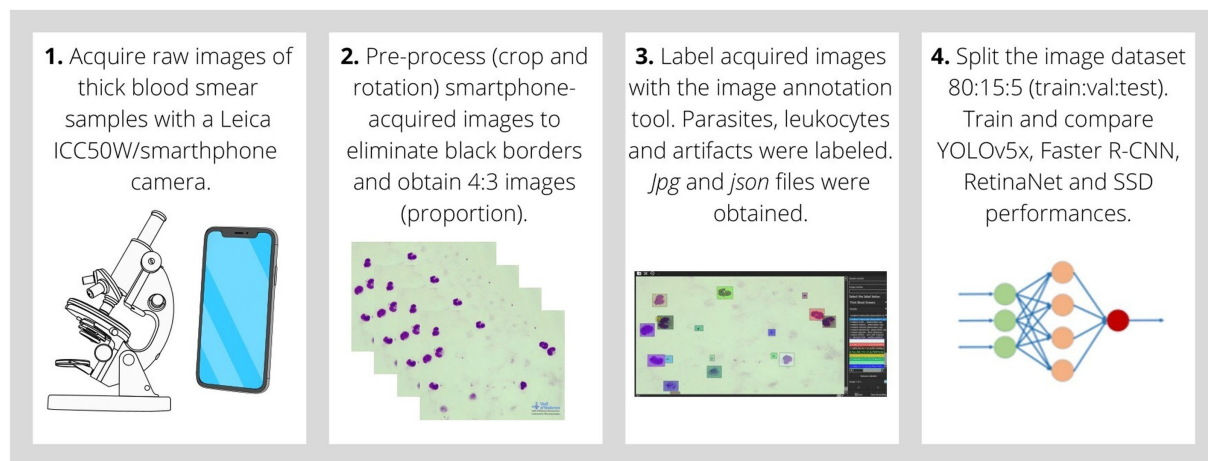 1. Acquire raw images of
thick blood smear
samples with a Leica
ICC50W/smarthphone
camera.
2. Pre-process (crop and
rotation) smartphone-
acquired images to
eliminate black borders
and obtain 4:3 images
(proportion).
3. Label acquired images
with the image annotation
tool. Parasites, leukocytes
and artifacts were labeled.
Jpg and json files were
obtained.
4. Split the image dataset
80:15:5 (train:val:test).
Train and compare
YOLOv5x, Faster R-CNN,
RetinaNet and SSD
performances.